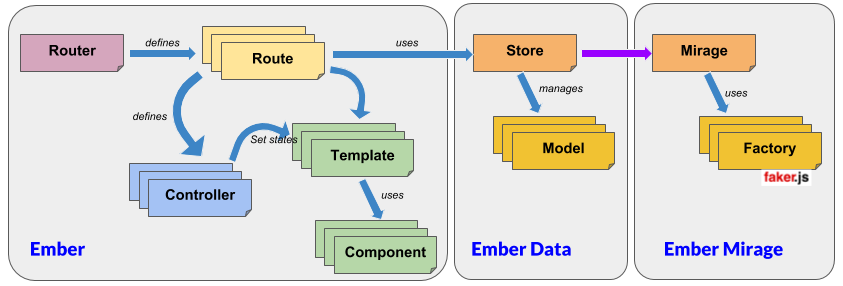 Router
defines
Route
uses
Store
Mirage
defines
manages
uses
Set states
Template
Model
Factory
faker.js
Controller
uses
Component
Ember
Ember Data
Ember Mirage